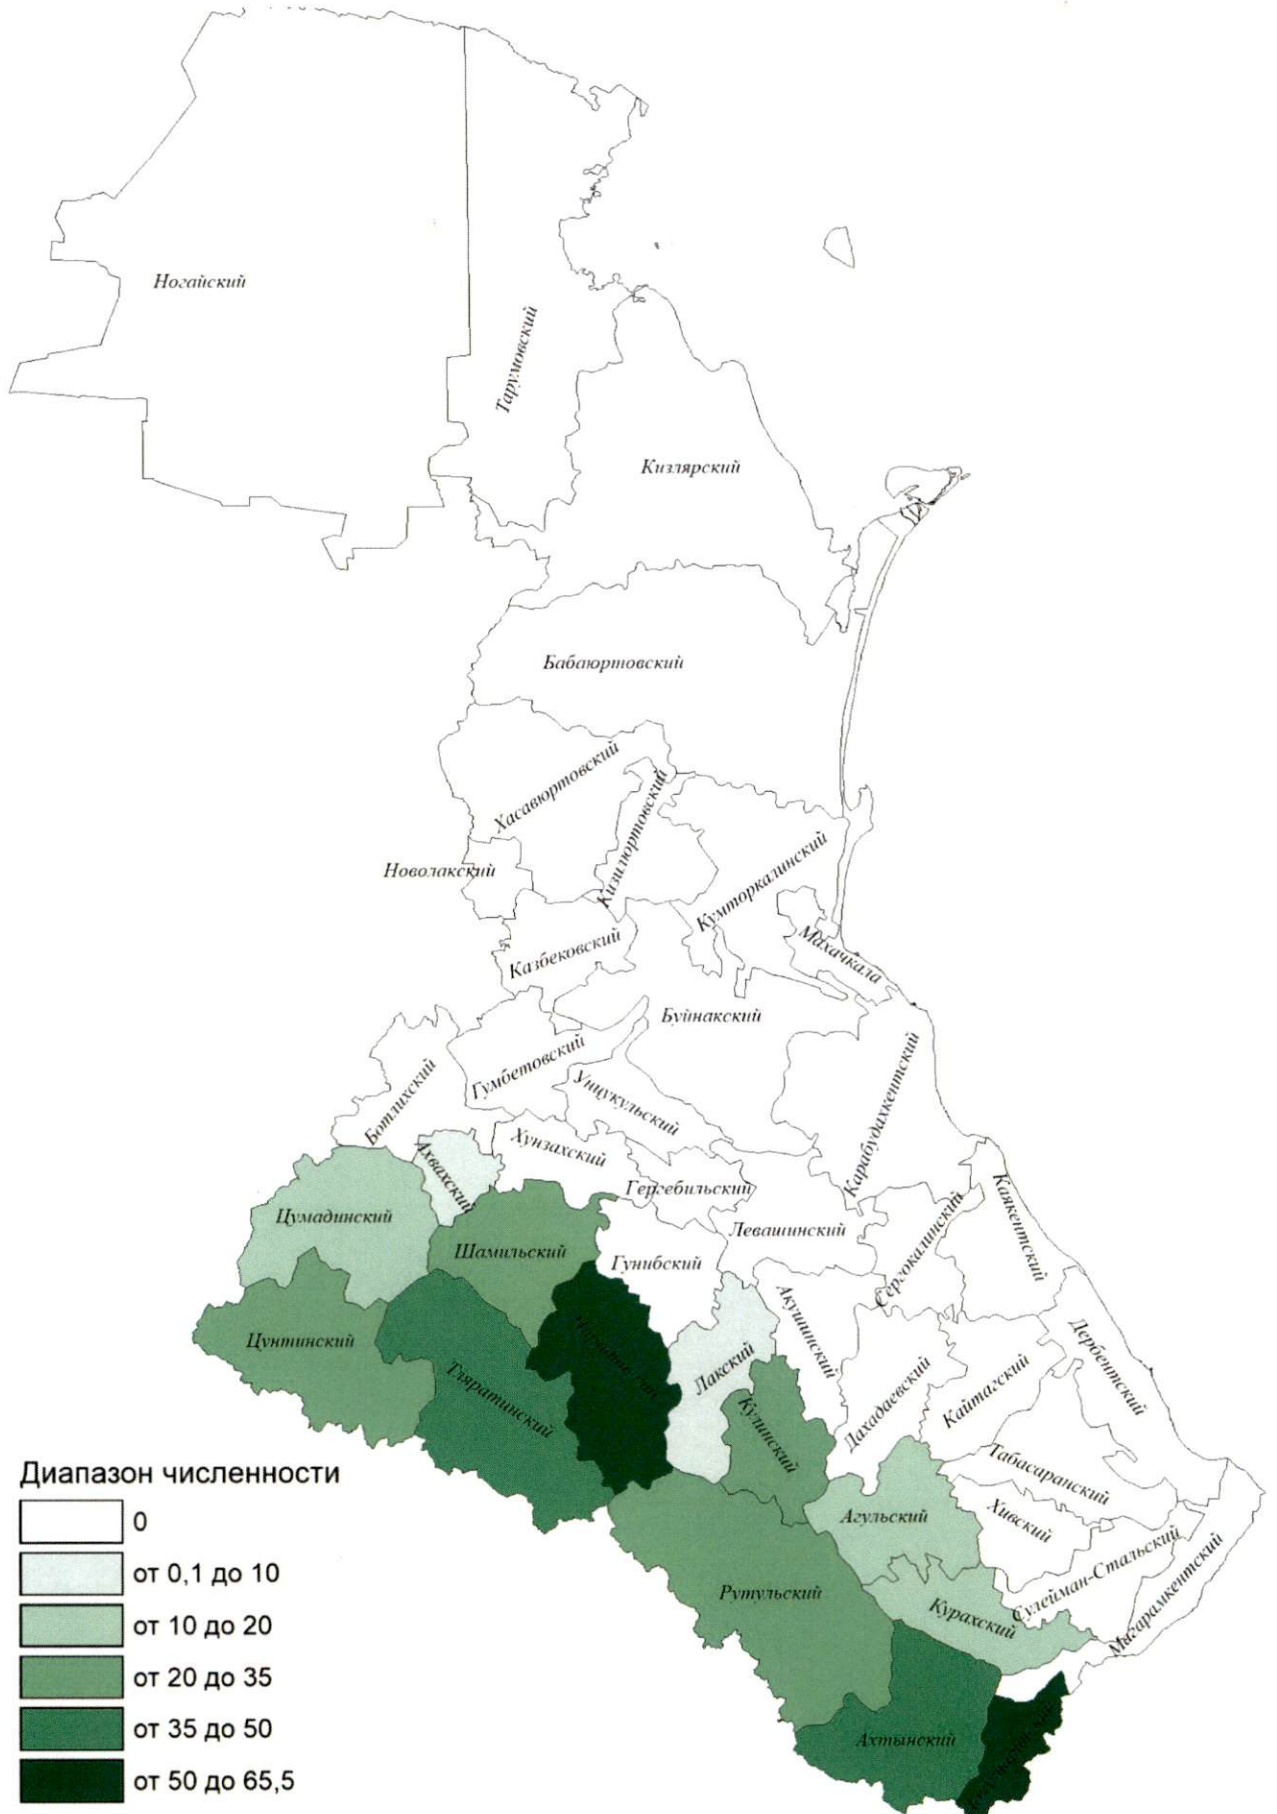 Ногайский
Тарумовский
Кизлярский
Бабаюртовский
Хасавюртовский
Кизилюртовский
Новолакский
Кумторкалинский
Казбековский
Махачкала
Буйнакский
Гумбетовский
Унцукульский
Ботлихский
Карабудахкентский
Ахвахский
Хунзахский
Гергебильский
Каякентский
Цумадинский
Левашинский
Сергокалинский
Шамильский
Гунибский
Акушинский
Цунтинский
Чародинский
Лакский
Дербентский
Тляратинский
Кулинский
Дахадаевский
Кайтагский
Табасаранский
Агульский
Хивский
Рутульский
Курахский
Сулейман-Стальский
Магарамкентский
Ахтынский
Диапазон численности
0
от 0,1 до 10
от 10 до 20
от 20 до 35
от 35 до 50
от 50 до 65,5